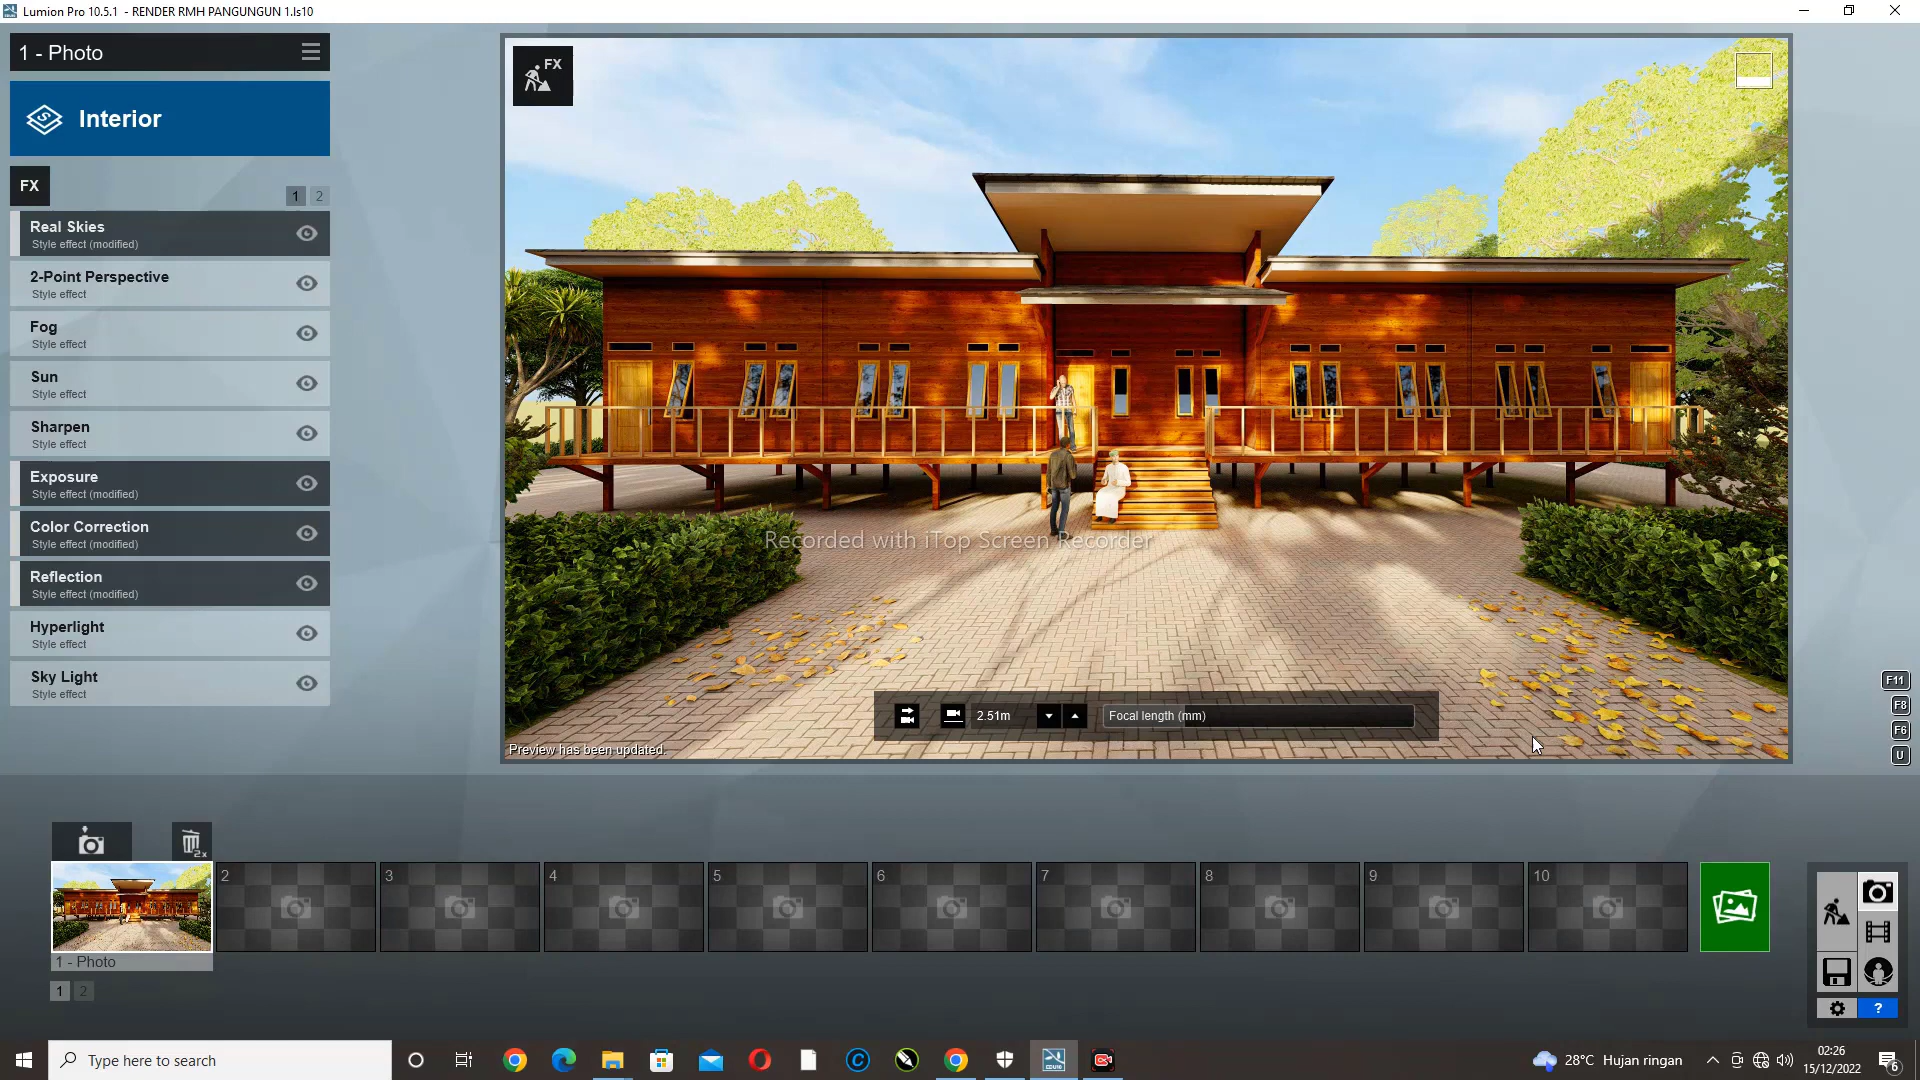 Lumion Pro 10.5.1 - RENDER RMH PANGUNGUN 1.ls10
1 - Photo
Interior
FX
1 2
Real Skies
Style effect (modified)
2-Point Perspective
Style effect
Fog
Style effect
Sun
Style effect
Sharpen
Style effect
Exposure
Style effect (modified)
Color Correction
Style effect (modified)
Reflection
Style effect (modified)
Hyperlight
Style effect
Sky Light
Style effect
FX
Recorded with iTop Screen Recorder
2.51m
Focal length (mm)
Preview has been updated.
F11
F8
F6
U
2x
2
3
4
5
6
7
8
9
10
1 - Photo
1 2
?
Type here to search
28°C Hujan ringan
02:26
15/12/2022
6